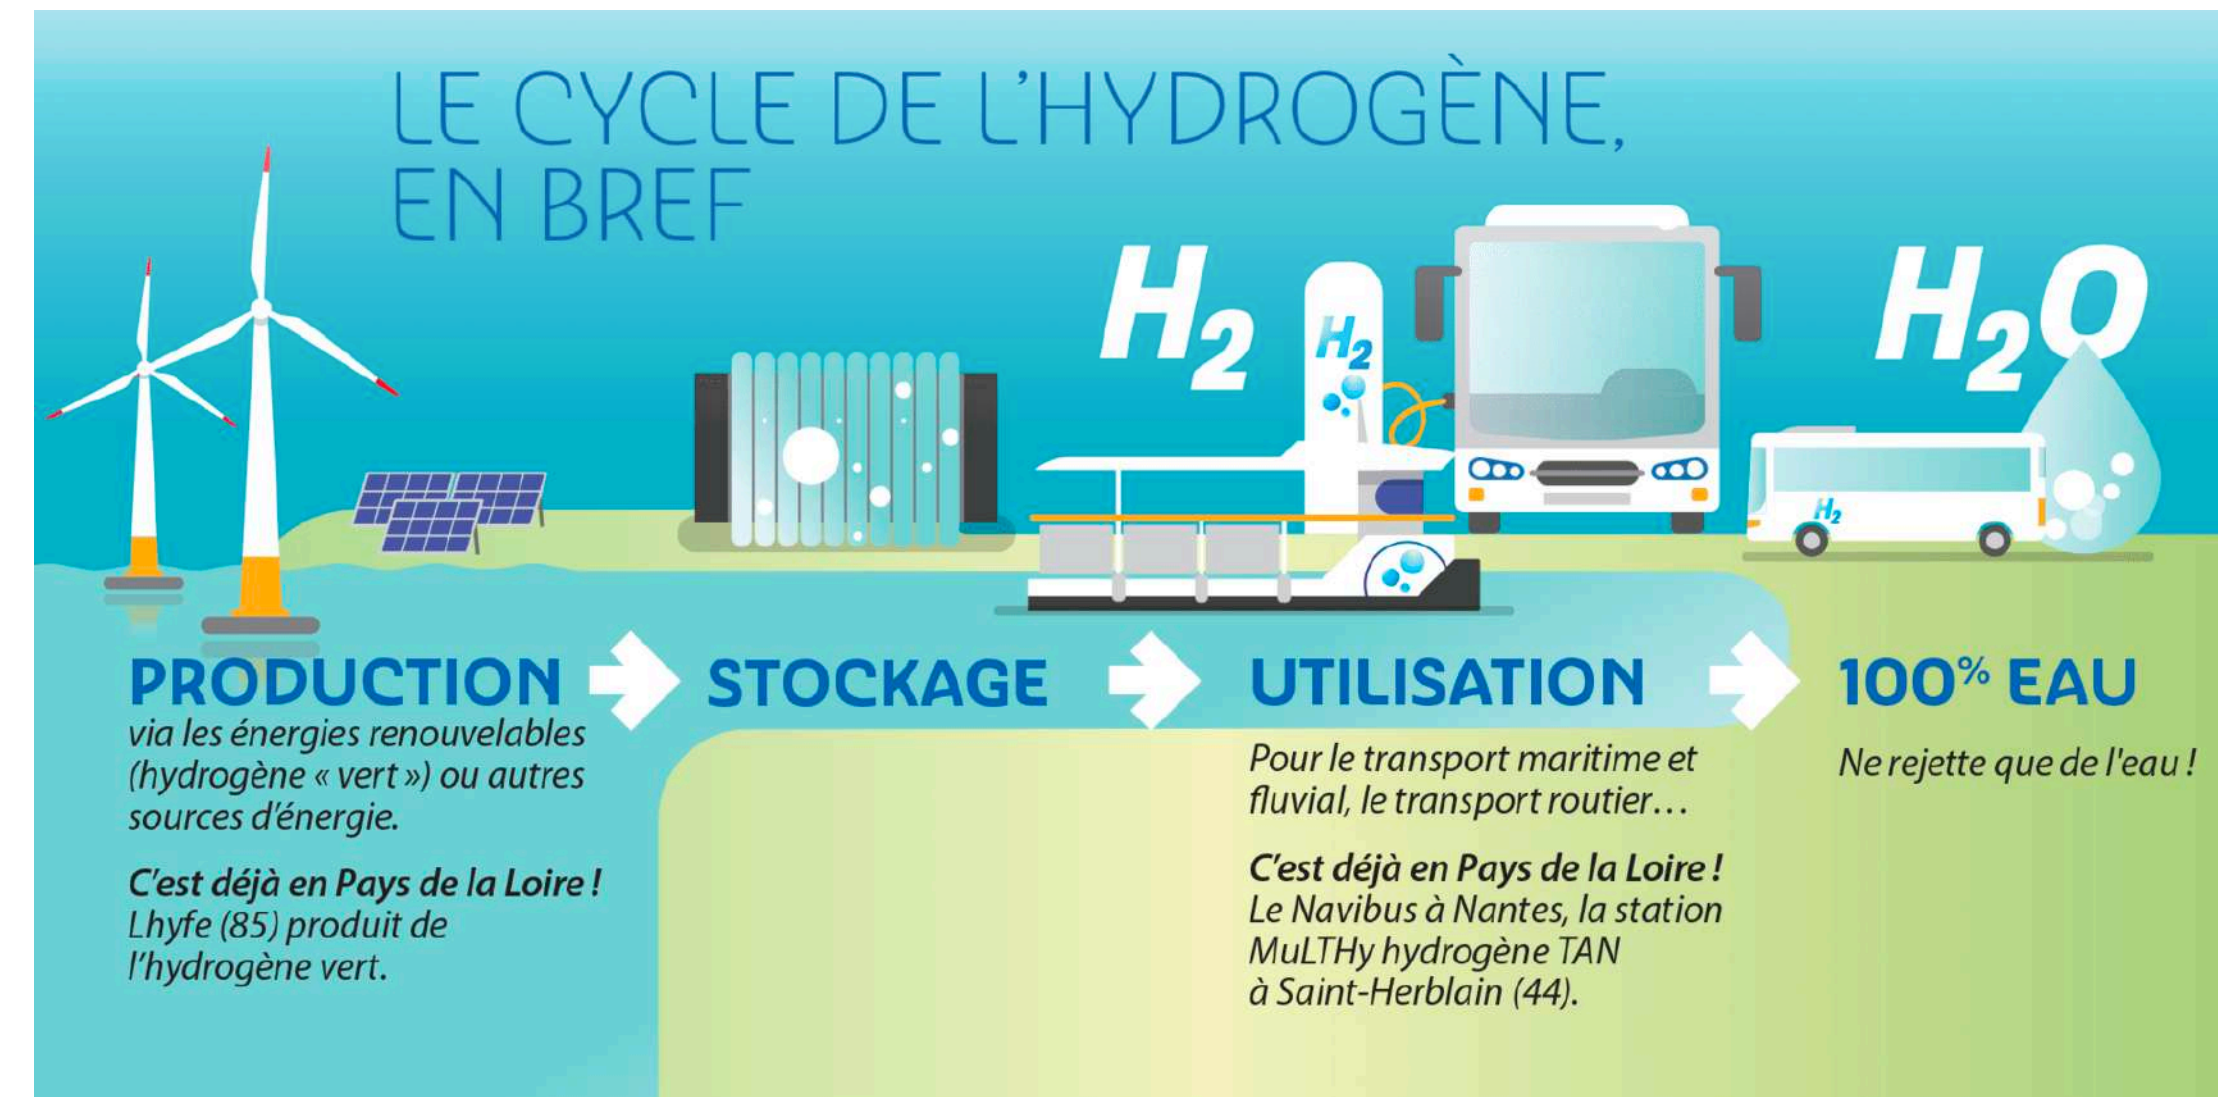 LE CYCLE DE L'HYDROGÈNE,
EN BREF
H2
H2
H2O
H2
PRODUCTION
via les énergies renouvelables
(hydrogène « vert ») ou autres
sources d'énergie.
C'est déjà en Pays de la Loire !
Lhyfe (85) produit de
l'hydrogène vert.
STOCKAGE
UTILISATION
Pour le transport maritime et
fluvial, le transport routier...
C'est déjà en Pays de la Loire !
Le Navibus à Nantes, la station
MuLTHy hydrogène TAN
à Saint-Herblain (44).
100% EAU
Ne rejette que de l'eau !